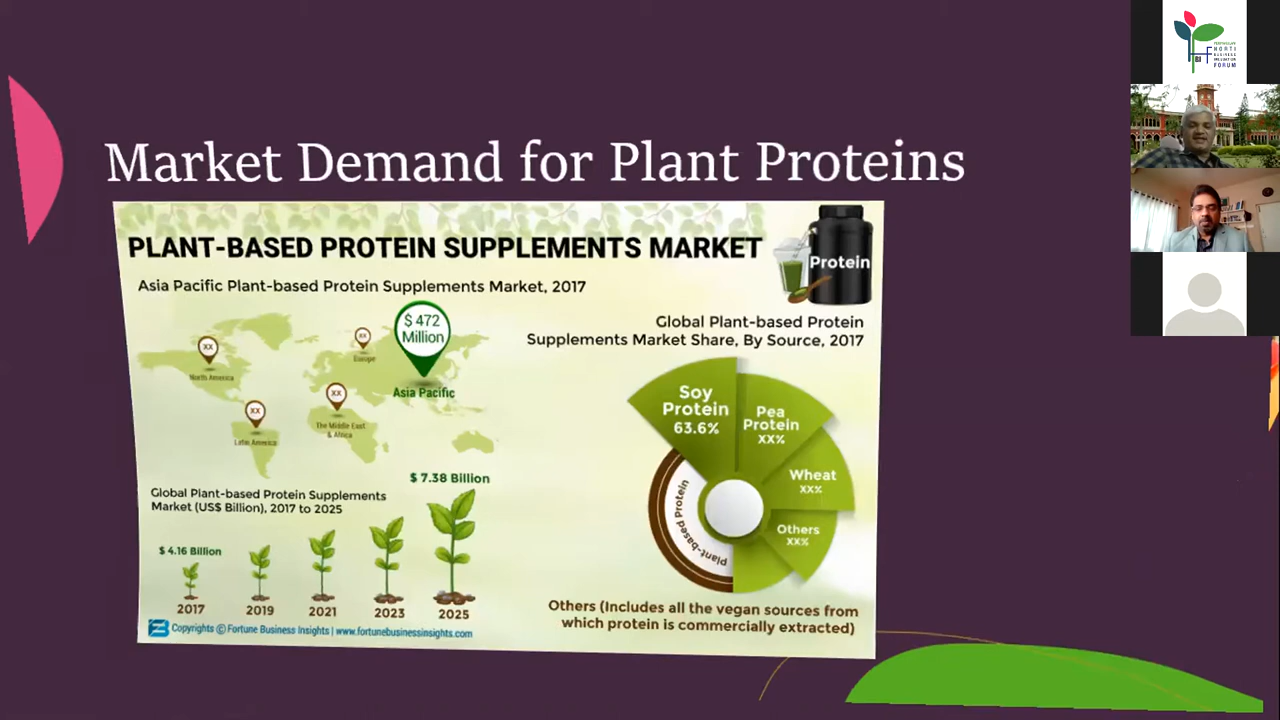 Market Demand for Plant Proteins
PLANT-BASED PROTEIN SUPPLEMENTS MARKET
Protein
Asia Pacific Plant-based Protein Supplements Market, 2017
$ 472
Million
XX
North America
XX
Europe
Asia Pacific
XX
The Middle East
& Africa
XX
Latin America
Global Plant-based Protein
Supplements Market Share, By Source, 2017
Soy
Protein
63.6%
Pea
Protein
XX%
Wheat
XX%
Others
XX%
Plant-based Protein
Global Plant-based Protein Supplements
Market (US$ Billion), 2017 to 2025
$ 4.16 Billion
$ 7.38 Billion
2017
2019
2021
2023
2025
Others (Includes all the vegan sources from
which protein is commercially extracted)
Copyrights © Fortune Business Insights | www.fortunebusinessinsights.com
HORTI
BUSINESS
FORUM